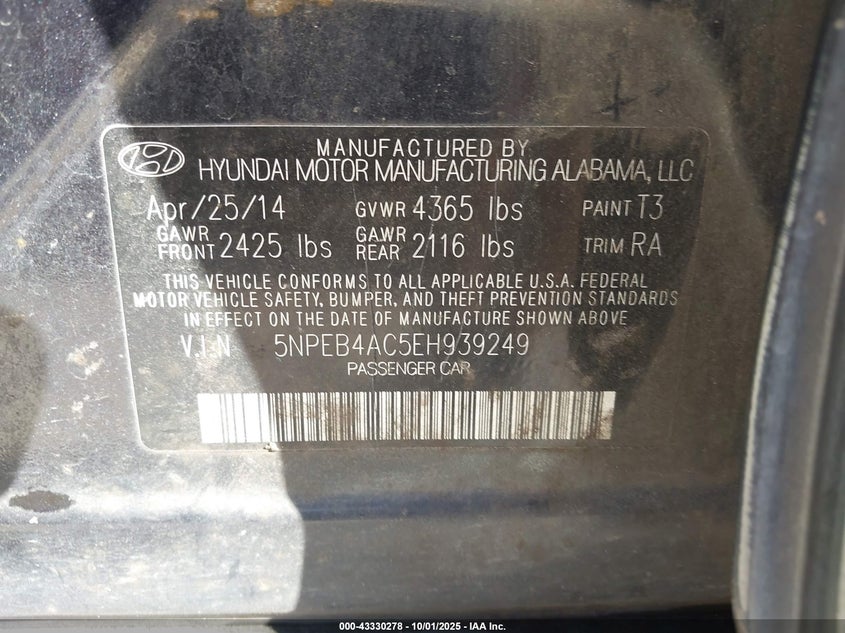 MANUFACTURED BY
HYUNDAI MOTOR MANUFACTURING ALABAMA, LLC
Apr/25/14 GVWR 4365 lbs PAINT T3
GAWR FRONT 2425 lbs GAWR REAR 2116 lbs TRIM RA
THIS VEHICLE CONFORMS TO ALL APPLICABLE U.S.A. FEDERAL
MOTOR VEHICLE SAFETY, BUMPER, AND THEFT PREVENTION STANDARDS
IN EFFECT ON THE DATE OF MANUFACTURE SHOWN ABOVE
V.I.N 5NPEB4AC5EH939249
PASSENGER CAR
000-43330278 - 10/01/2025 - IAA Inc.